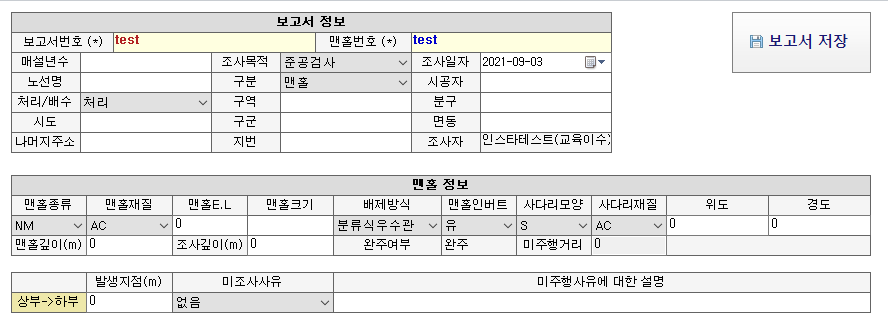 보고서 정보
보고서 저장
보고서번호 (*) test 맨홀번호 (*) test
매설년수 조사목적 준공검사 조사일자 2021-09-03
노선명 구분 맨홀 시공자
처리/배수 처리 구역 분구
시도 구군 면동
나머지주소 지번 조사자 인스타테스트(교육이수)
맨홀 정보
맨홀종류 맨홀재질 맨홀E.L 맨홀크기 배제방식 맨홀인버트 사다리모양 사다리재질 위도 경도
NM AC 0 분류식우수관 유 S AC 0 0
맨홀깊이(m) 0 조사깊이(m) 0 완주여부 완주 미주행거리 0
발생지점(m) 미조사사유 미주행사유에 대한 설명
상부->하부 0 없음